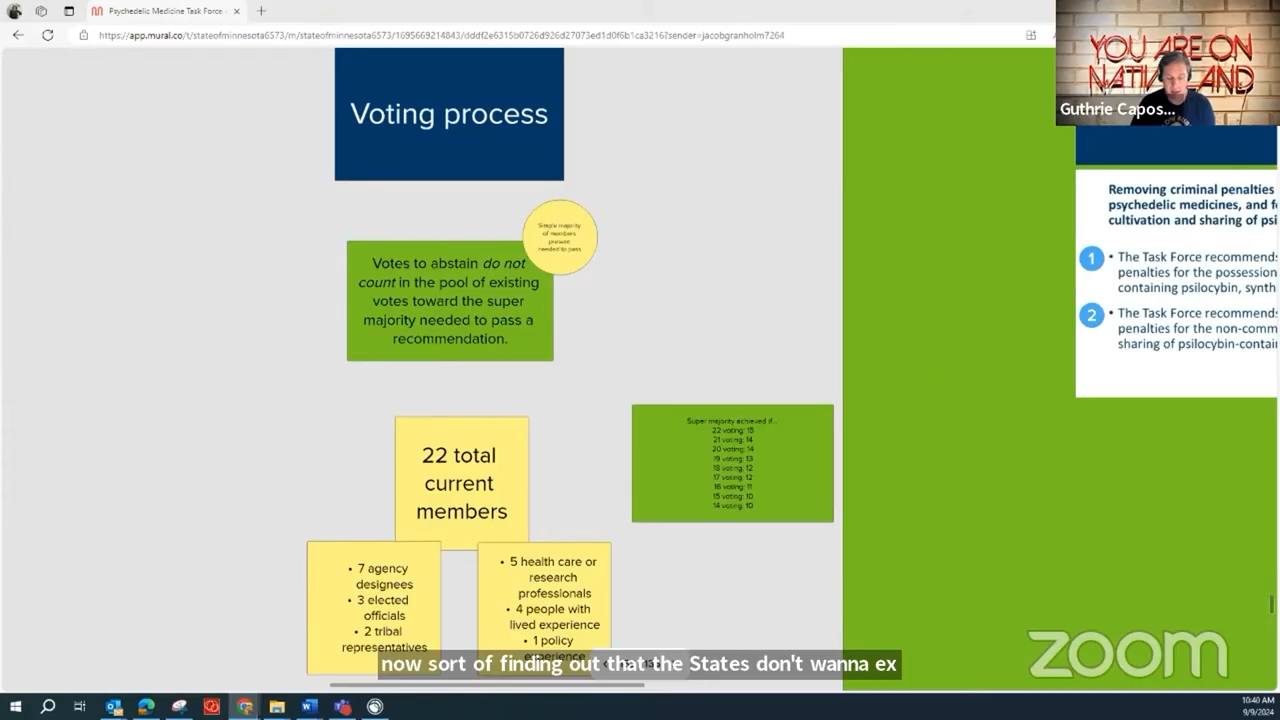 Psychedelic Medicine Task Force
https://app.mural.co/t/stateofminnesota6573/m/stateofminnesota6573/1695669214843/dddf2e6315b0726d926d27073ed1d0f6b1ca3216?sender=jacobgranholm7264
YOU ARE ON
Guthrie Capos...
Voting process
Simple majority
of members
present
needed to pass
Votes to abstain do not
count in the pool of existing
votes toward the super
majority needed to pass a
recommendation.
22 total
current
members
• 7 agency
designees
• 3 elected
officials
• 2 tribal
representatives
• 5 health care or
research
professionals
• 4 people with
lived experience
• 1 policy
experience
Super majority achieved if...
22 voting: 15
21 voting: 14
20 voting: 14
19 voting: 13
18 voting: 12
17 voting: 12
16 voting: 11
15 voting: 10
14 voting: 10
Removing criminal penalties
psychedelic medicines, and f
cultivation and sharing of psi
1 • The Task Force recommends
penalties for the possession
containing psilocybin, synth
2 • The Task Force recommends
penalties for the non-comm
sharing of psilocybin-contai
now sort of finding out that the States don't wanna ex
zoom
10:40 AM
9/9/2024